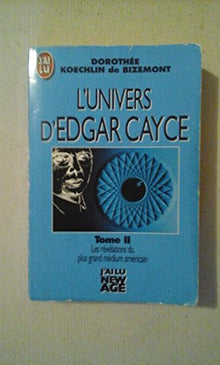 J'AI LU
DOROTHÉE
KOECHLIN de BIZEMONT
L'UNIVERS
D'EDGAR CAYCE
Tome II
Les révélations du
plus grand médium américain
J'AI LU
NEW
AGE